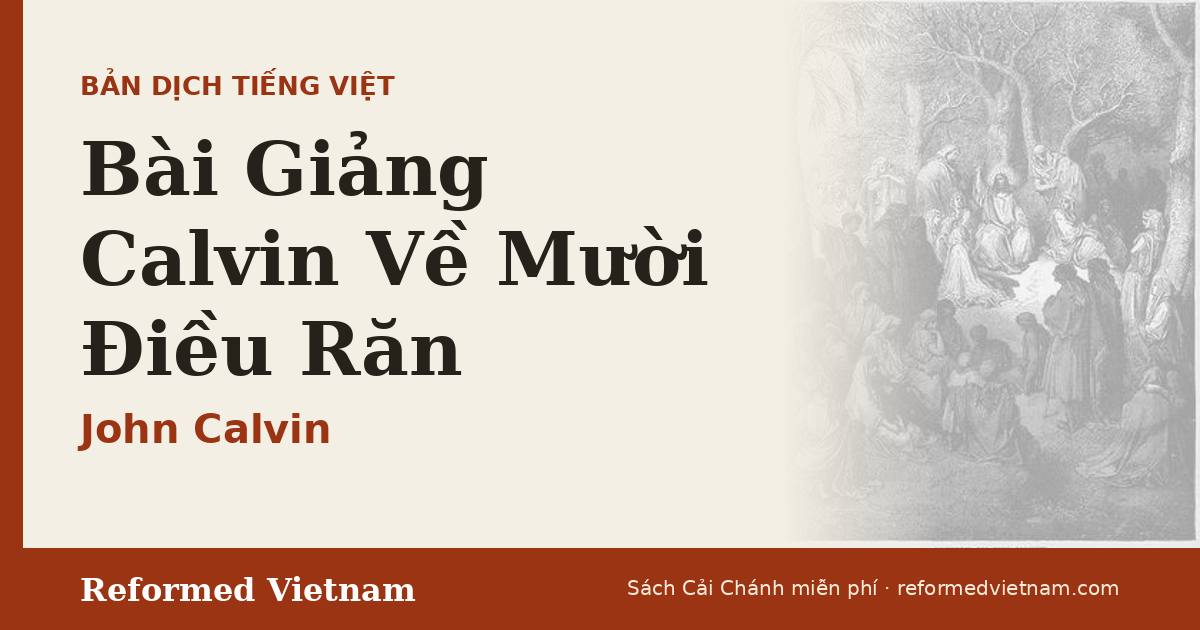 BẢN DỊCH TIẾNG VIỆT
Bài Giảng
Calvin Về Mười
Điều Răn
John Calvin
Reformed Vietnam
Sách Cải Chánh miễn phí · reformedvietnam.com